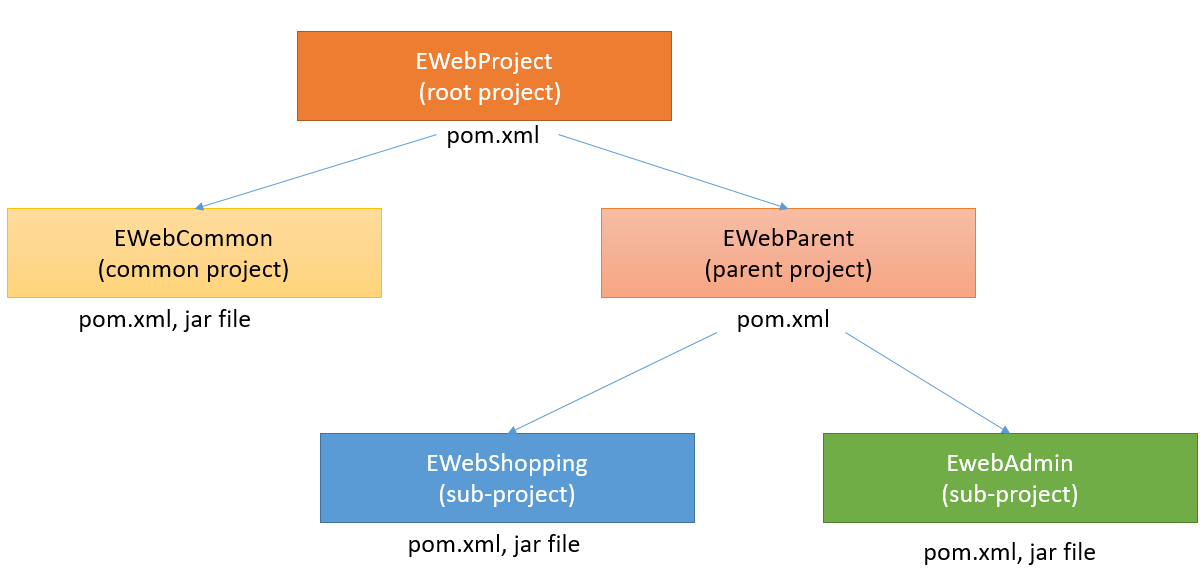 EWebProject
(root project)
pom.xml
EWebCommon
(common project)
pom.xml, jar file
EWebParent
(parent project)
pom.xml
EWebShopping
(sub-project)
pom.xml, jar file
EwebAdmin
(sub-project)
pom.xml, jar file